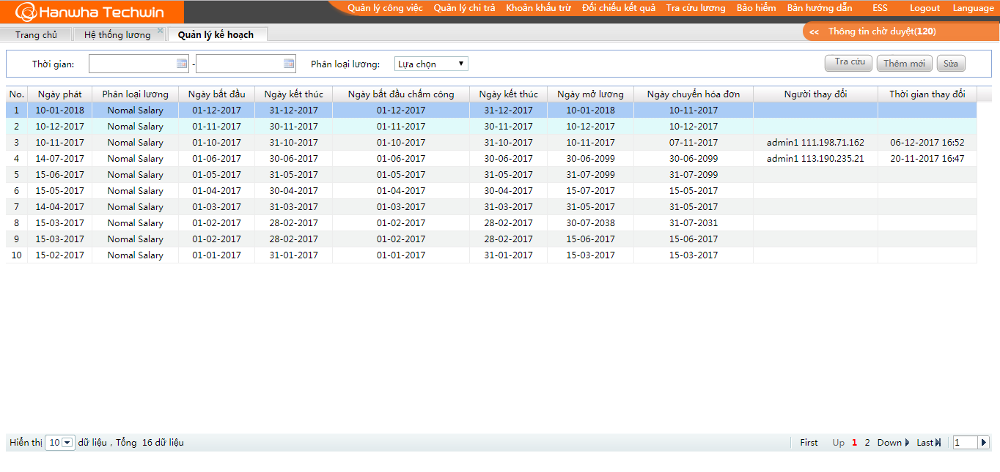 Hanwha Techwin
Quản lý công việc Quản lý chi trả Khoản khấu trừ Đối chiếu kết quả Tra cứu lương Bảo hiểm Bản hướng dẫn ESS Logout Language
Trang chủ Hệ thống lương Quản lý kế hoạch << Thông tin chờ duyệt(120)
Thời gian: - Phân loại lương: Lựa chọn Tra cứu Thêm mới Sửa
No. Ngày phát Phân loại lương Ngày bắt đầu Ngày kết thúc Ngày bắt đầu chấm công Ngày kết thúc Ngày mở lương Ngày chuyển hóa đơn Người thay đổi Thời gian thay đổi
1 10-01-2018 Nomal Salary 01-12-2017 31-12-2017 01-12-2017 31-12-2017 10-01-2018 10-11-2017
2 10-12-2017 Nomal Salary 01-11-2017 30-11-2017 01-11-2017 30-11-2017 10-12-2017 10-12-2017
3 10-11-2017 Nomal Salary 01-10-2017 31-10-2017 01-10-2017 31-10-2017 10-11-2017 07-11-2017 admin1 111.198.71.162 06-12-2017 16:52
4 14-07-2017 Nomal Salary 01-06-2017 30-06-2017 01-06-2017 30-06-2017 30-06-2099 30-06-2099 admin1 113.190.235.21 20-11-2017 16:47
5 15-06-2017 Nomal Salary 01-05-2017 31-05-2017 01-05-2017 31-05-2017 31-07-2099 31-07-2099
6 15-05-2017 Nomal Salary 01-04-2017 30-04-2017 01-04-2017 30-04-2017 15-07-2017 15-05-2017
7 14-04-2017 Nomal Salary 01-03-2017 31-03-2017 01-03-2017 31-03-2017 31-05-2017 31-05-2017
8 15-03-2017 Nomal Salary 01-02-2017 28-02-2017 01-02-2017 28-02-2017 30-07-2038 31-07-2031
9 15-03-2017 Nomal Salary 01-02-2017 28-02-2017 01-02-2017 28-02-2017 15-06-2017 15-06-2017
10 15-02-2017 Nomal Salary 01-01-2017 31-01-2017 01-01-2017 31-01-2017 15-03-2017 15-03-2017
Hiển thị 10 dữ liệu , Tổng 16 dữ liệu First Up 1 2 Down Last 1